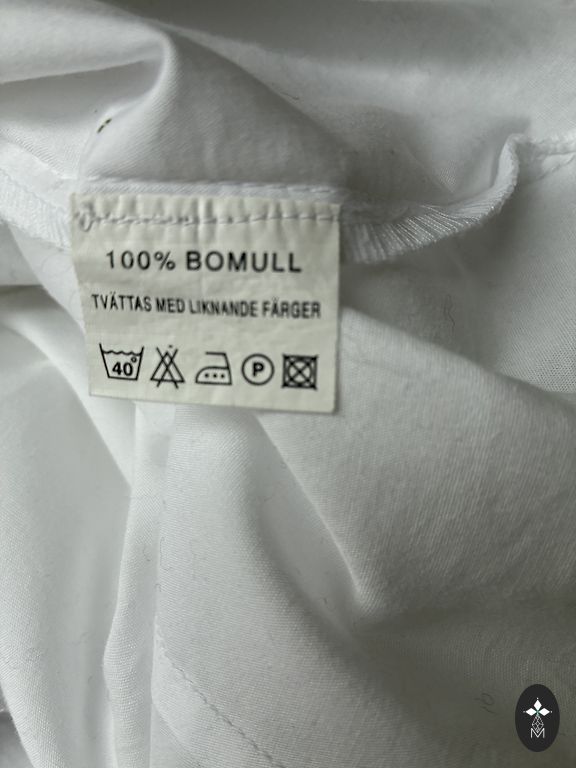 100% BOMULL
TVÄTTAS MED LIKNANDE FÄRGER
40° P